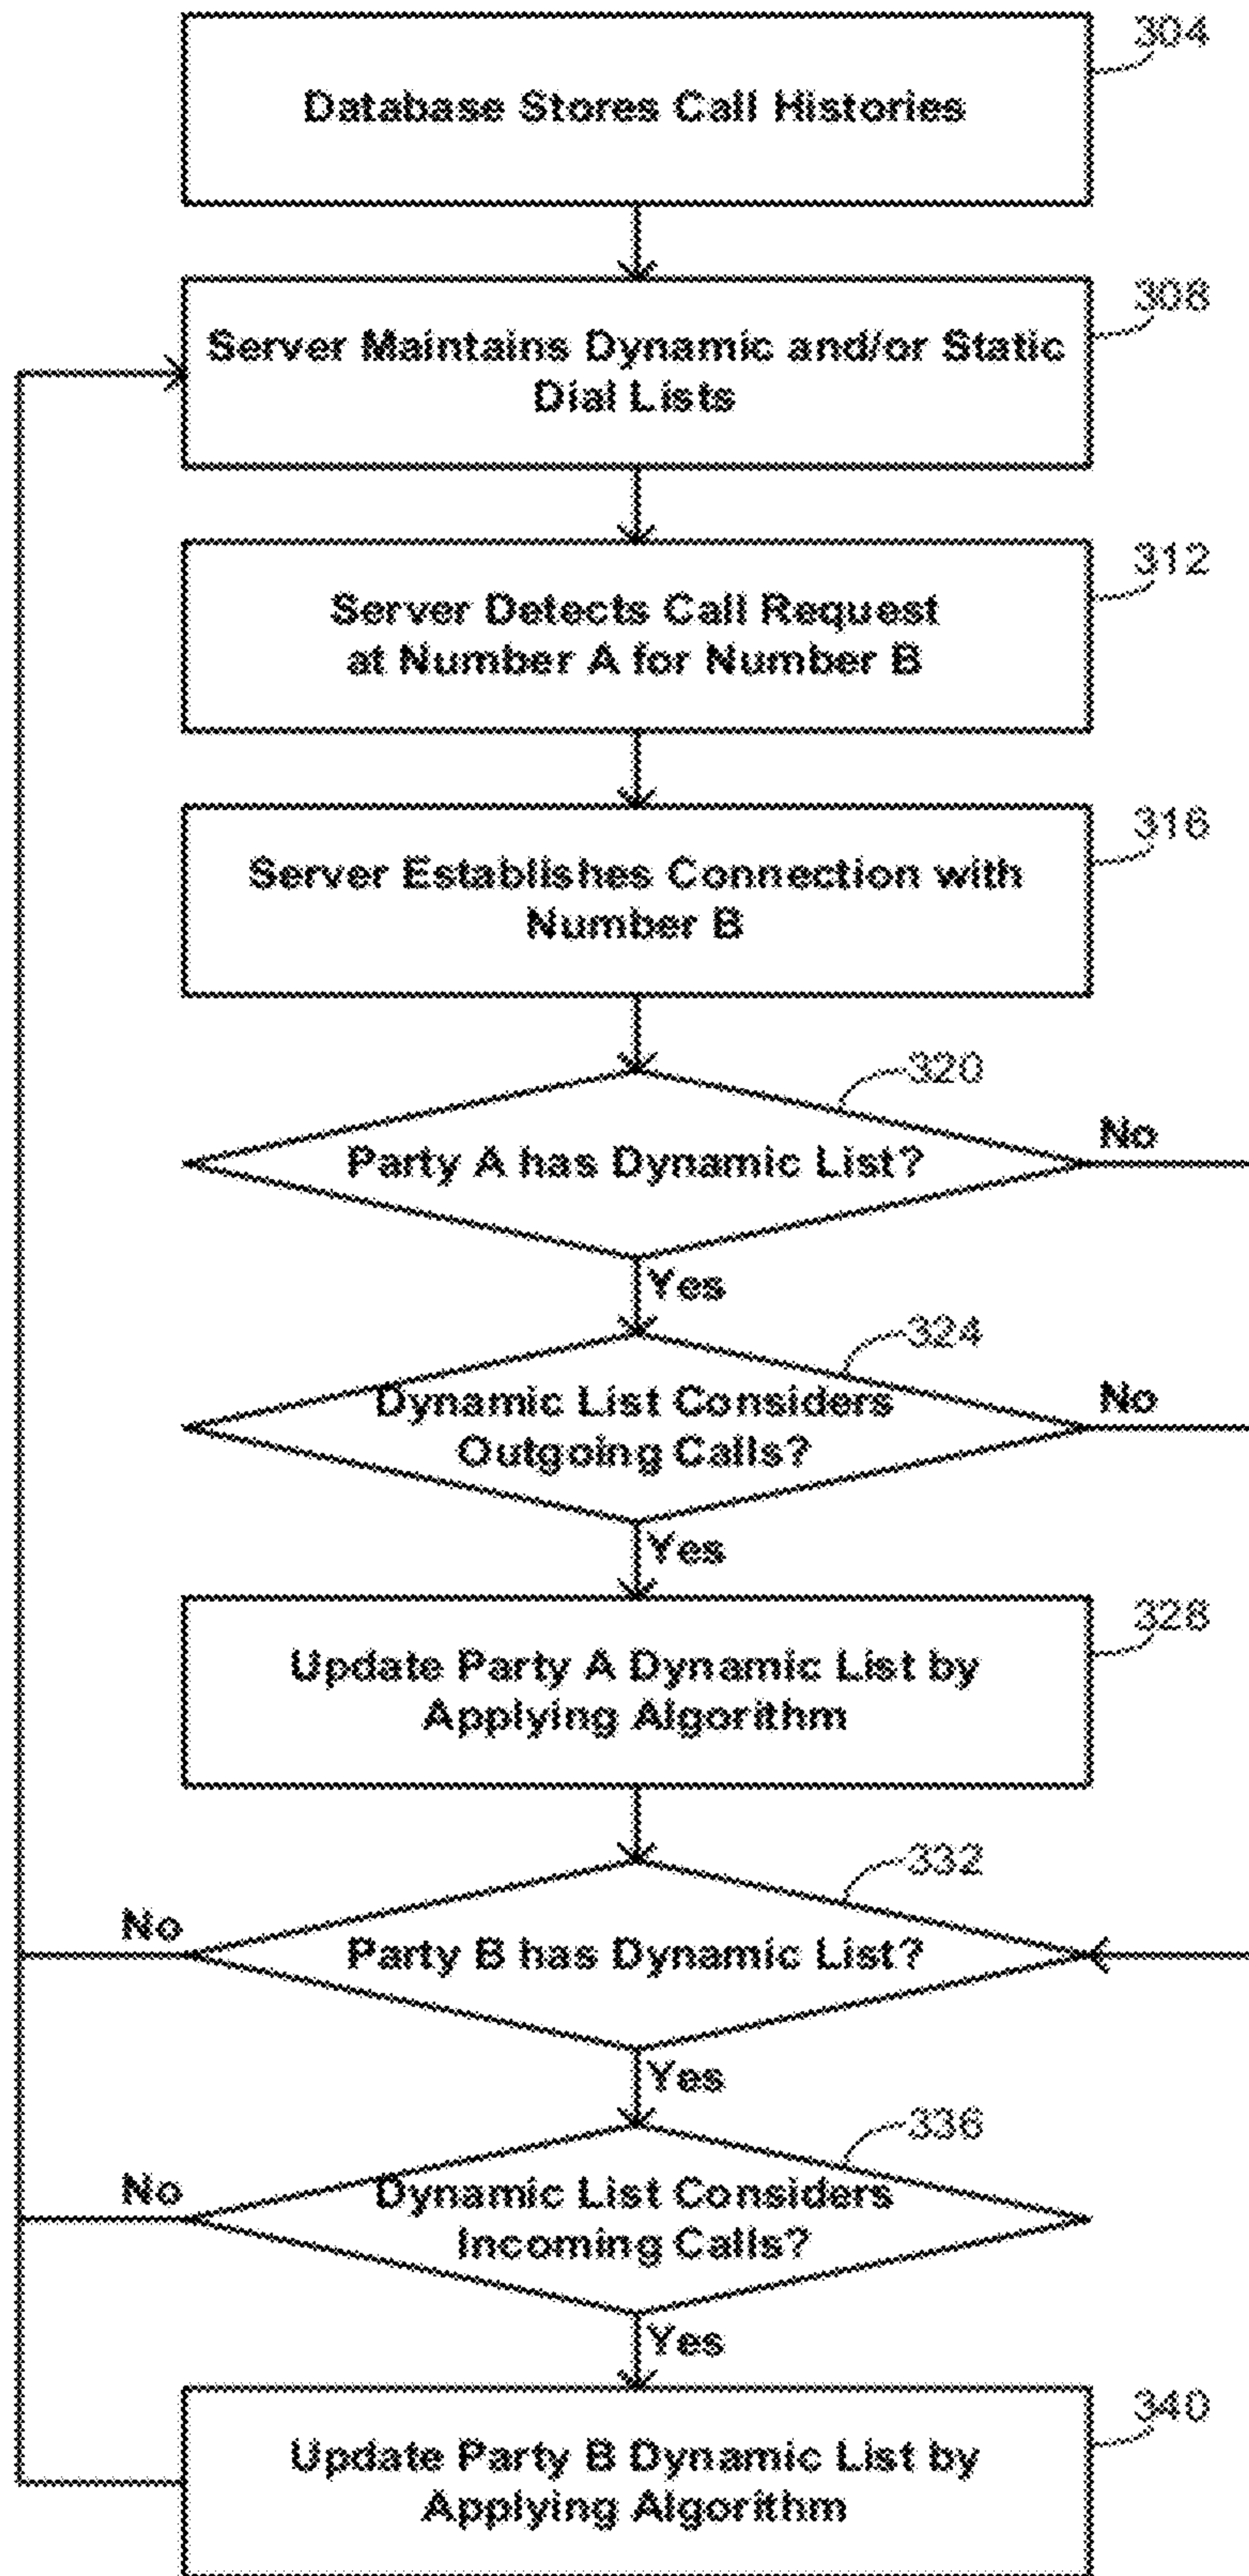 304
Database Stores Call Histories
308
Server Maintains Dynamic and/or Static
Dial Lists
312
Server Detects Call Request
at Number A for Number B
316
Server Establishes Connection with
Number B
320
No
Party A has Dynamic List?
Yes
324
No
Dynamic List Considers
Outgoing Calls?
Yes
328
Update Party A Dynamic List by
Applying Algorithm
332
No
Party B has Dynamic List?
Yes
336
No
Dynamic List Considers
Incoming Calls?
Yes
340
Update Party B Dynamic List by
Applying Algorithm